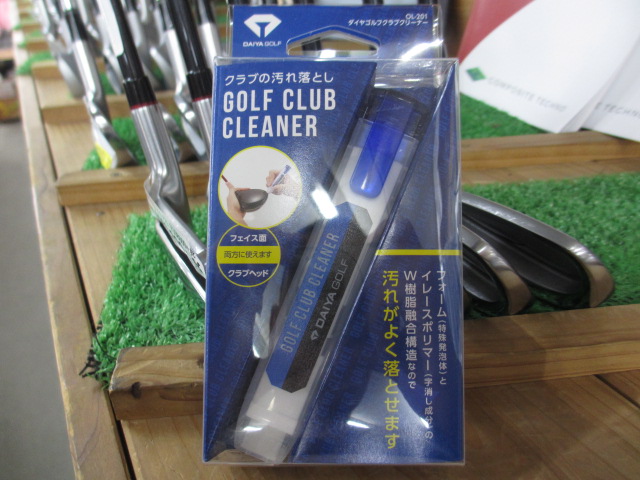 DAIYA GOLF
OL-201
ダイヤゴルフクラブクリーナー
クラブの汚れ落とし
GOLF CLUB
CLEANER
フェイス面
両方に使えます
クラブヘッド
GOLF CLUB CLEANER
DAIYA GOLF
フォーム(特殊発泡体)と
イレースポリマー(字消し成分)の
W樹脂融合構造なので
汚れがよく落とせます
COMPOSITE TECHNO